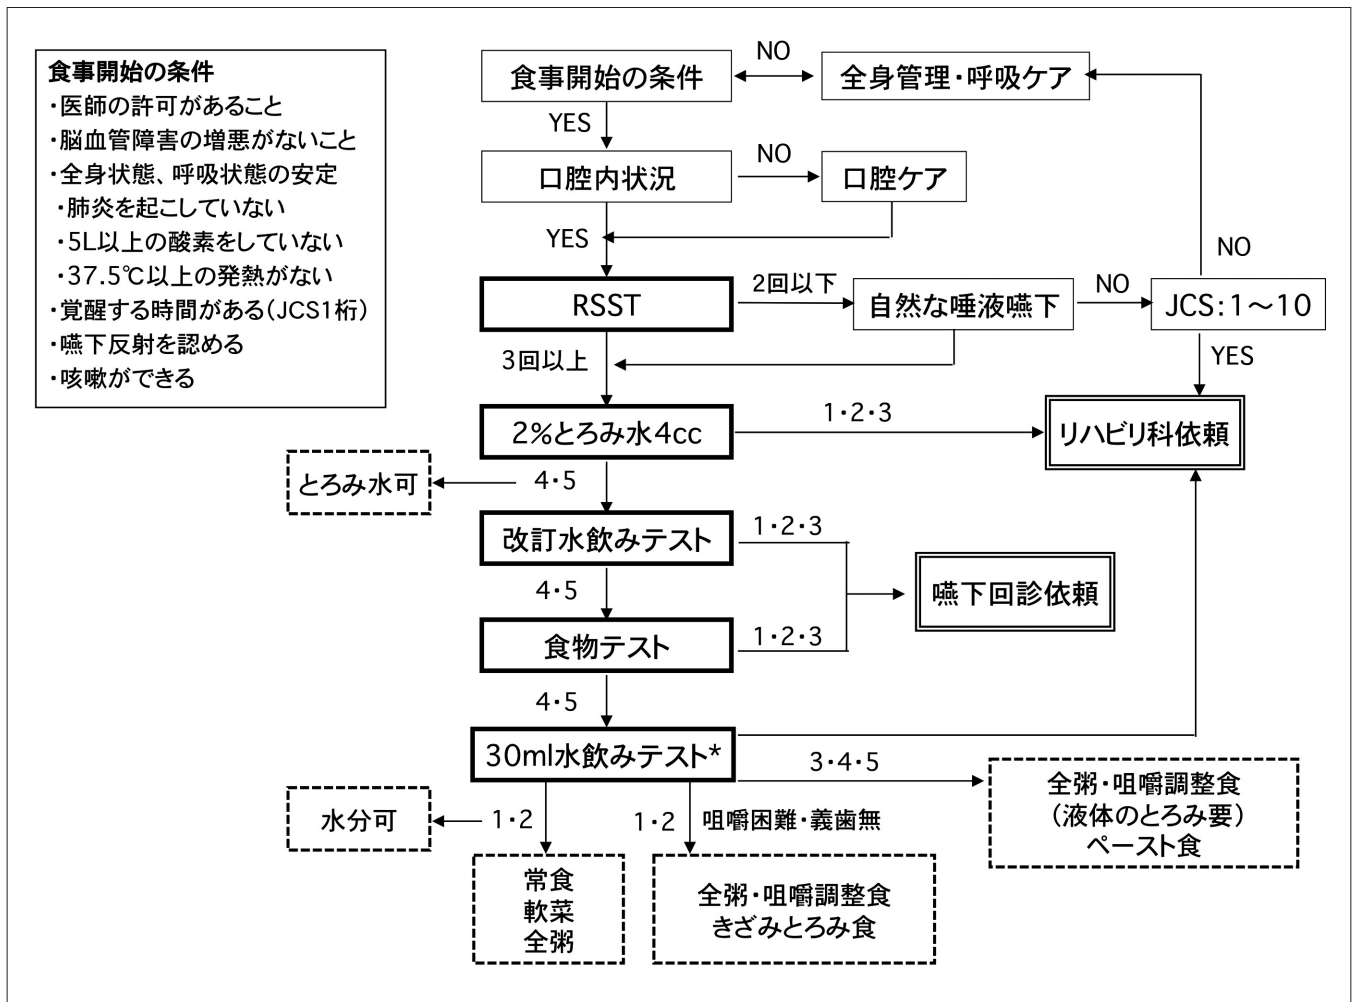 食事開始の条件
・医師の許可があること
・脳血管障害の増悪がないこと
・全身状態、呼吸状態の安定
・肺炎を起こしていない
・5L以上の酸素をしていない
・37.5℃以上の発熱がない
・覚醒する時間がある(JCS1桁)
・嚥下反射を認める
・咳嗽ができる
食事開始の条件
NO
全身管理・呼吸ケア
YES
口腔内状況
NO
口腔ケア
YES
RSST
2回以下
自然な唾液嚥下
NO
JCS:1〜10
NO
YES
3回以上
2%とろみ水4cc
1・2・3
リハビリ科依頼
とろみ水可
4・5
改訂水飲みテスト
1・2・3
嚥下回診依頼
4・5
食物テスト
1・2・3
4・5
30ml水飲みテスト*
3・4・5
全粥・咀嚼調整食
(液体のとろみ要)
ペースト食
水分可
1・2
1・2
咀嚼困難・義歯無
常食
軟菜
全粥
全粥・咀嚼調整食
きざみとろみ食